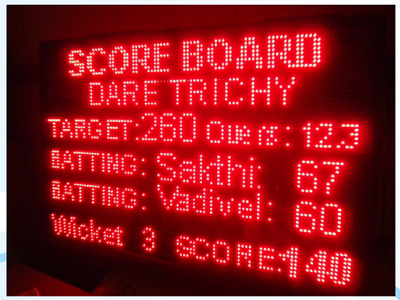 SCORE BOARD
DARE TRICHY
TARGET:260 Overs: 12.3
BATTING: Sakthi: 67
BATTING: Vadivel: 60
Wicket 3 SCORE:140